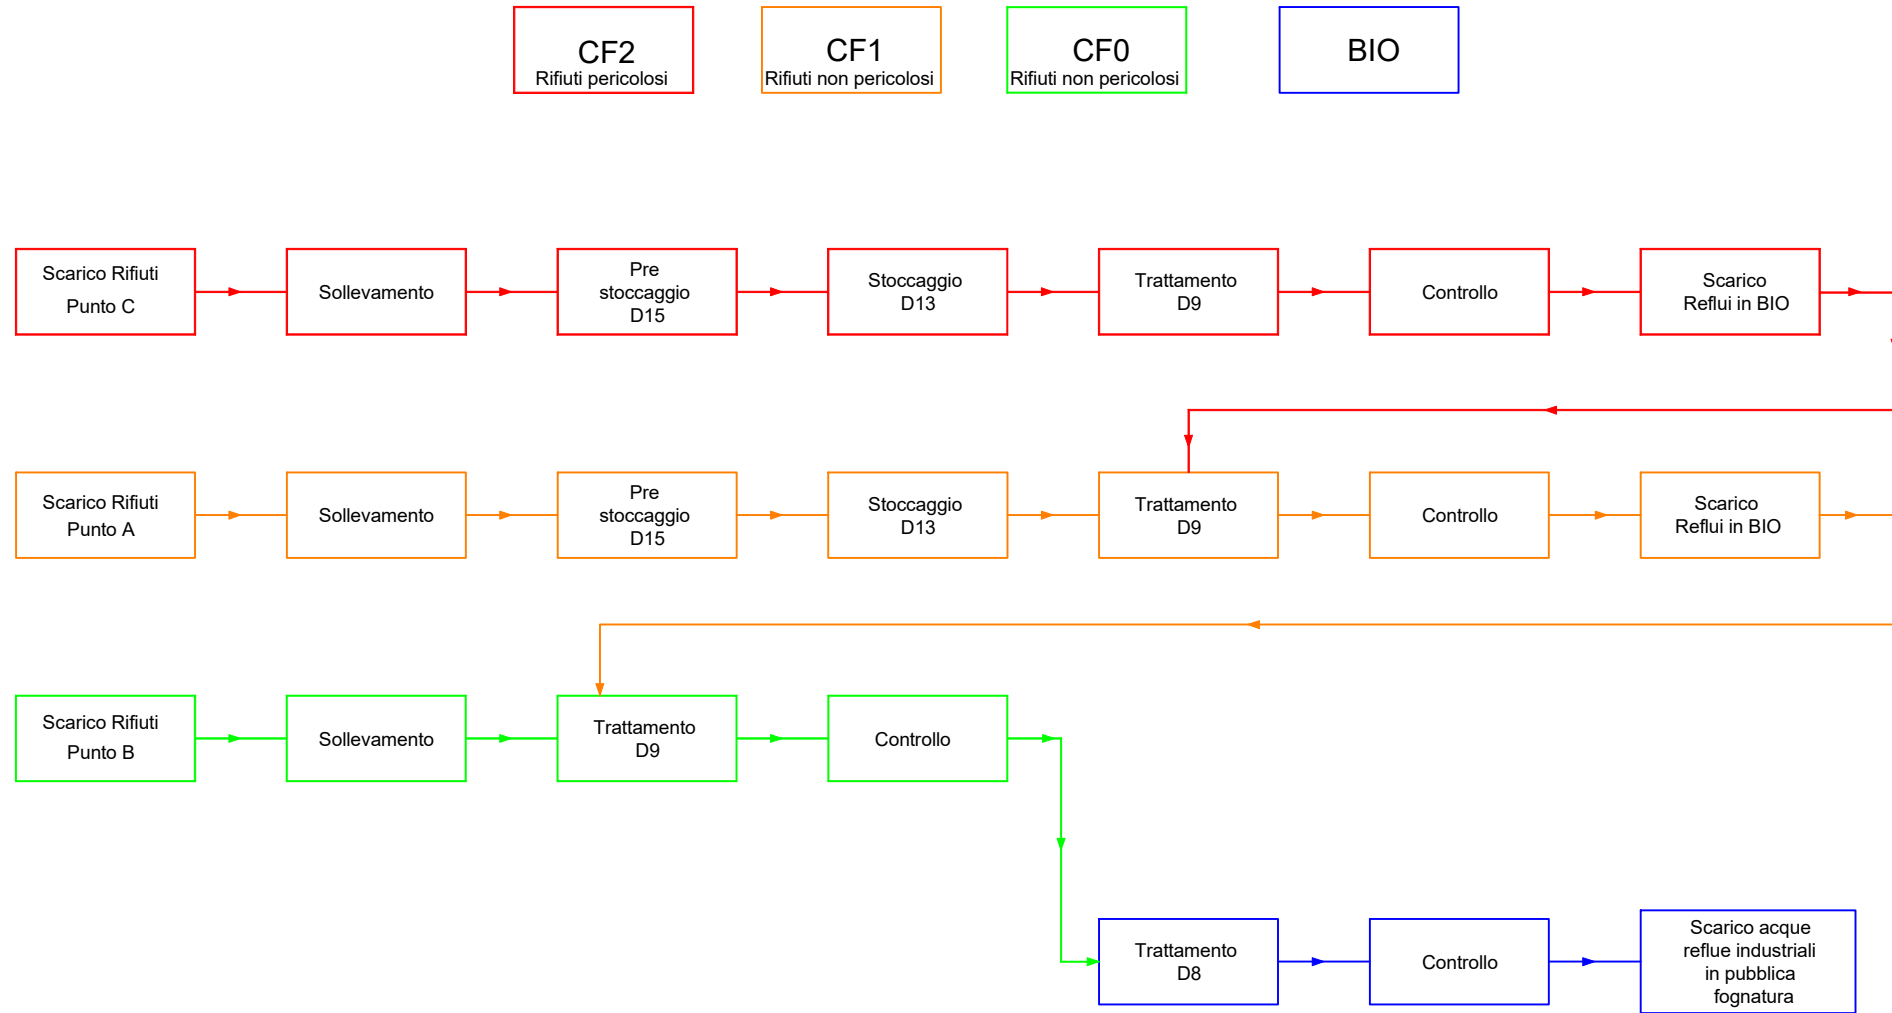 CF2
Rifiuti pericolosi
CF1
Rifiuti non pericolosi
CF0
Rifiuti non pericolosi
BIO
Scarico Rifiuti
Punto C
Sollevamento
Pre
stoccaggio
D15
Stoccaggio
D13
Trattamento
D9
Controllo
Scarico
Reflui in BIO
Scarico Rifiuti
Punto A
Sollevamento
Pre
stoccaggio
D15
Stoccaggio
D13
Trattamento
D9
Controllo
Scarico
Reflui in BIO
Scarico Rifiuti
Punto B
Sollevamento
Trattamento
D9
Controllo
Trattamento
D8
Controllo
Scarico acque
reflue industriali
in pubblica
fognatura